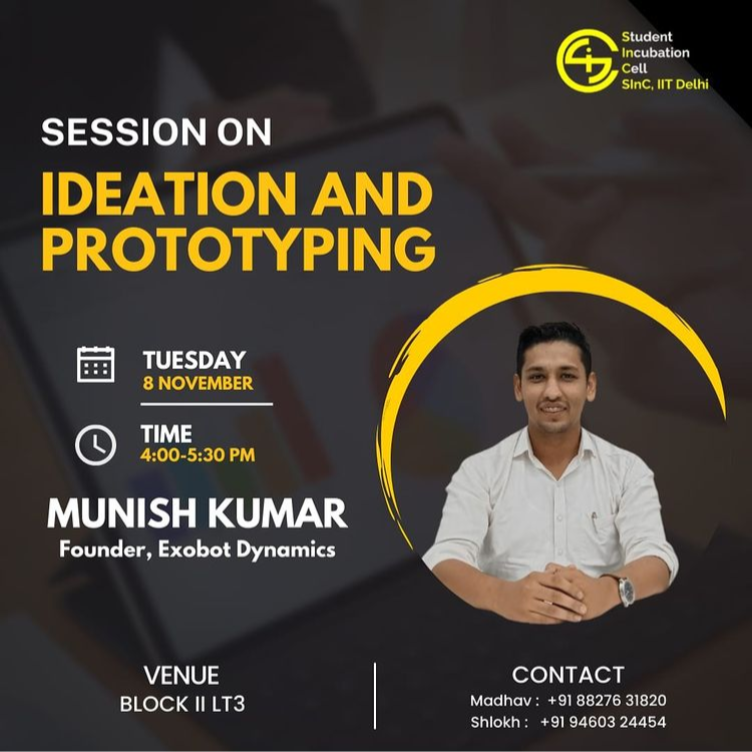 Student
Incubation
Cell
SInC, IIT Delhi
SESSION ON
IDEATION AND
PROTOTYPING
TUESDAY
8 NOVEMBER
TIME
4:00-5:30 PM
MUNISH KUMAR
Founder, Exobot Dynamics
VENUE
BLOCK II LT3
CONTACT
Madhav : +91 88276 31820
Shlokh : +91 94603 24454